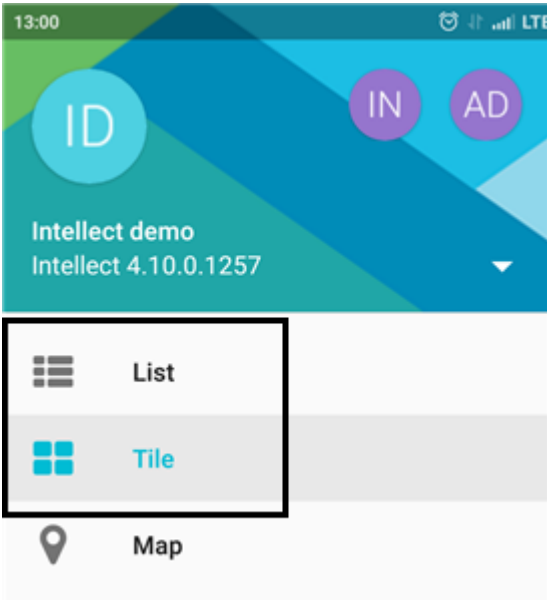 13:00 LTE
ID IN AD
Intellect demo
Intellect 4.10.0.1257
List
Tile
Map